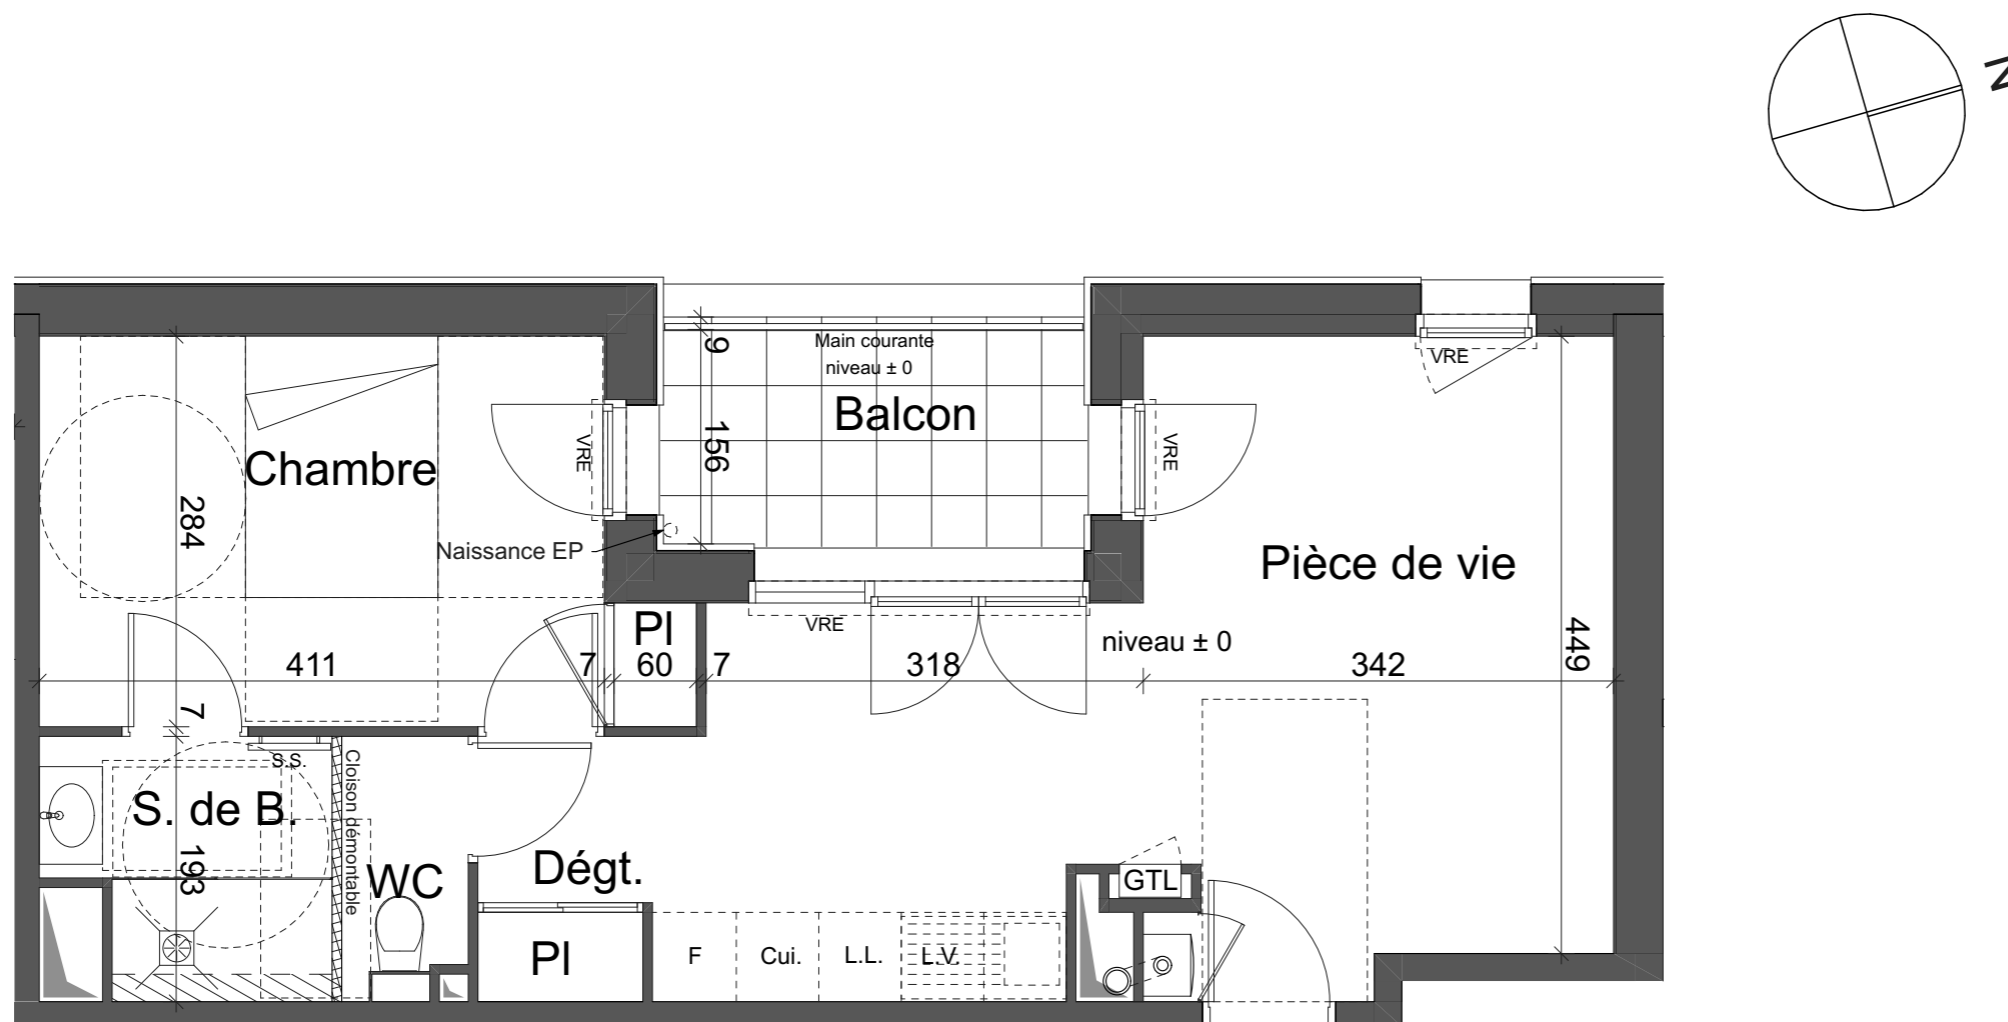 N
9
Main courante
niveau ± 0
Balcon
VRE
VRE
VRE
156
Chambre
284
Naissance EP
Pièce de vie
Pl
VRE
niveau ± 0
449
411
7
60
7
318
342
7
S.S.
Cloison démontable
S. de B.
193
WC
Dégt.
GTL
Pl
F
Cui.
L.L.
L.V.